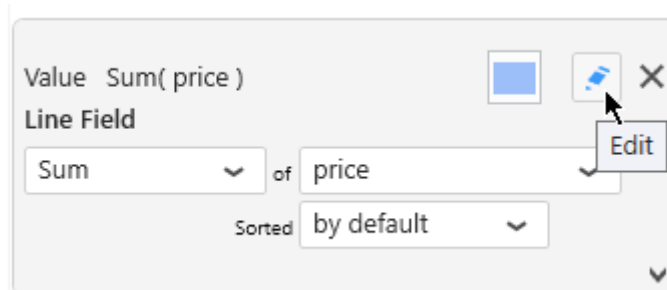 Value Sum( price )
Line Field
Edit
Sum of price
Sorted by default